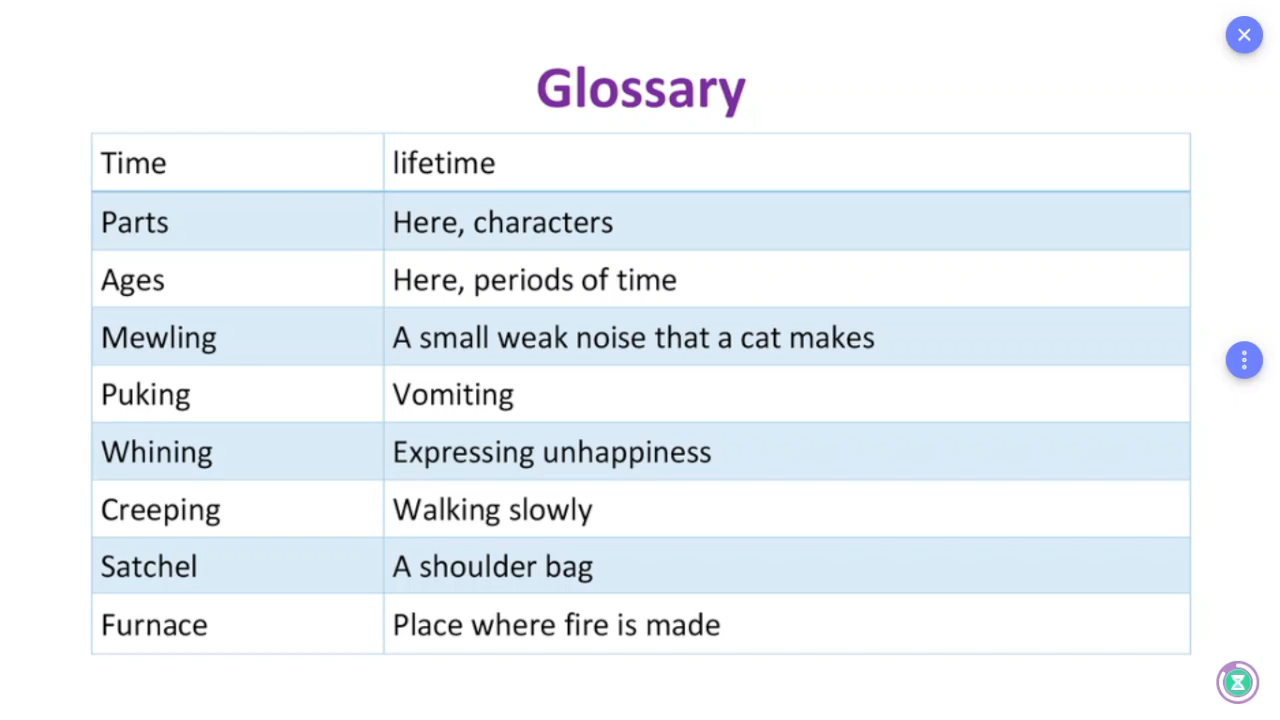 Glossary
Time lifetime
Parts Here, characters
Ages Here, periods of time
Mewling A small weak noise that a cat makes
Puking Vomiting
Whining Expressing unhappiness
Creeping Walking slowly
Satchel A shoulder bag
Furnace Place where fire is made